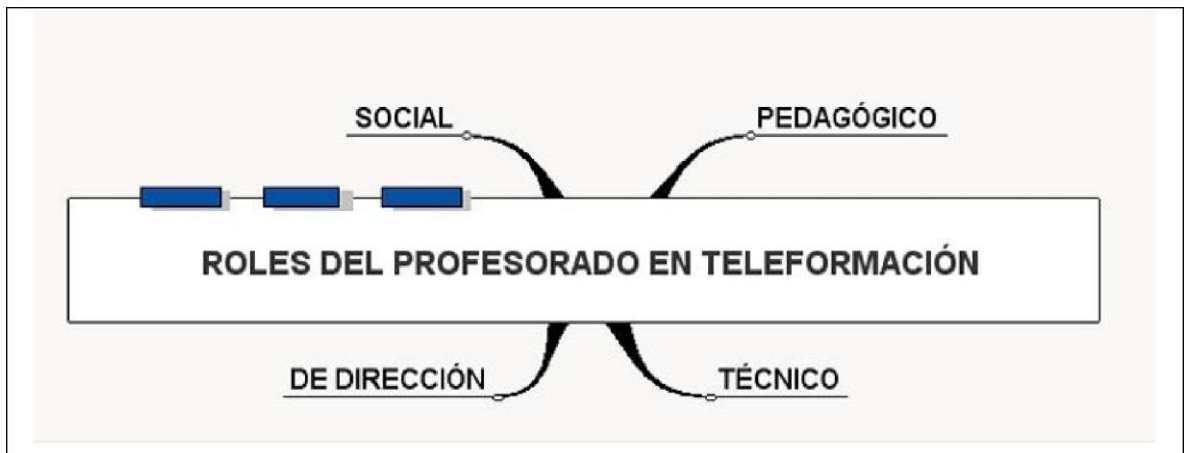 SOCIAL
PEDAGÓGICO
ROLES DEL PROFESORADO EN TELEFORMACIÓN
DE DIRECCIÓN
TÉCNICO